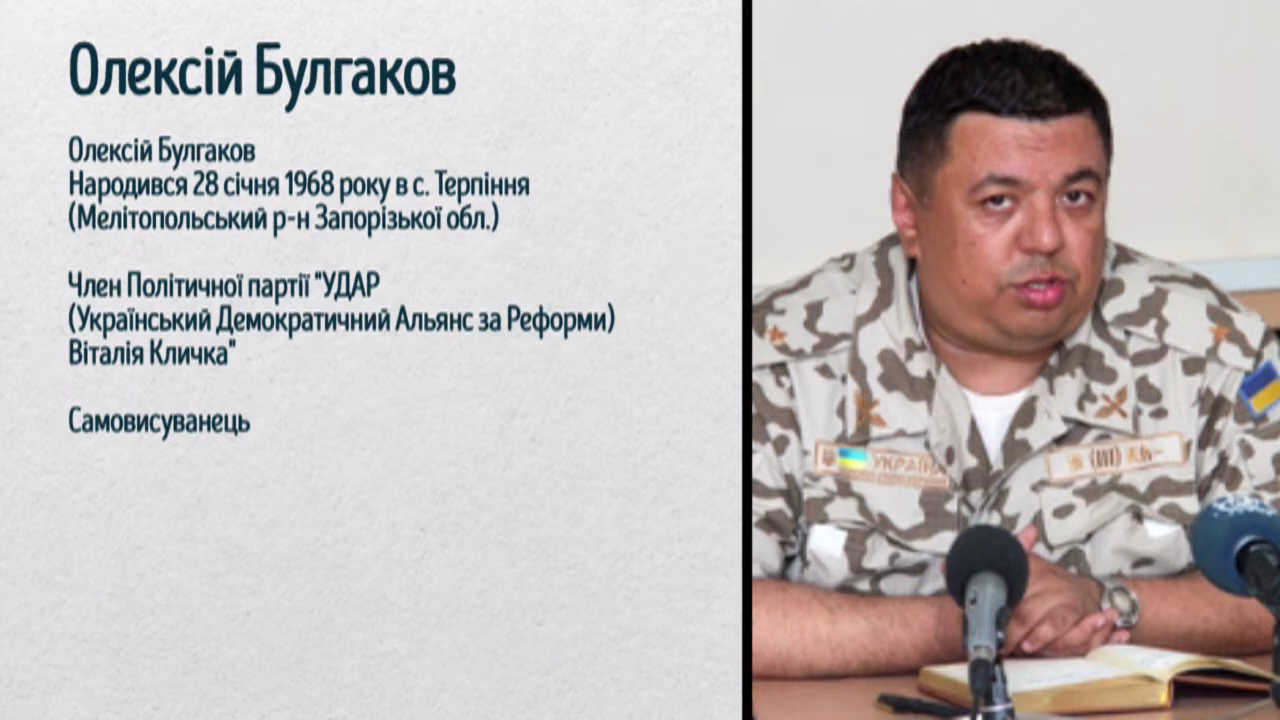 Олексій Булгаков
Олексій Булгаков
Народився 28 січня 1968 року в с. Терпіння
(Мелітопольський р-н Запорізької обл.)
Член Політичної партії "УДАР
(Український Демократичний Альянс за Реформи)
Віталія Кличка"
Самовисуванець
УКРАЇНА